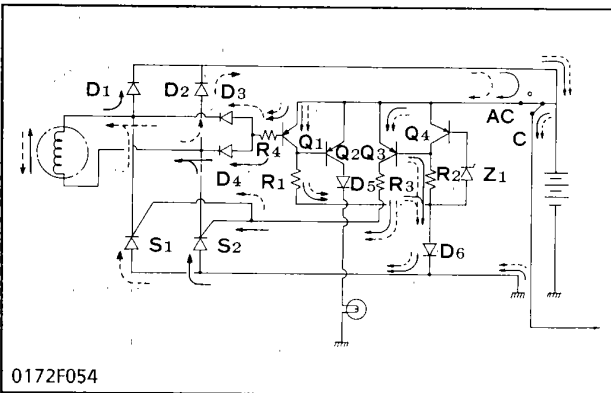 D1 D2 D3
AC
Q1 Q4 C
R4 Q2 Q3
R1 D5 R3 R2 Z1
D4
S1 S2 D6
0172F054